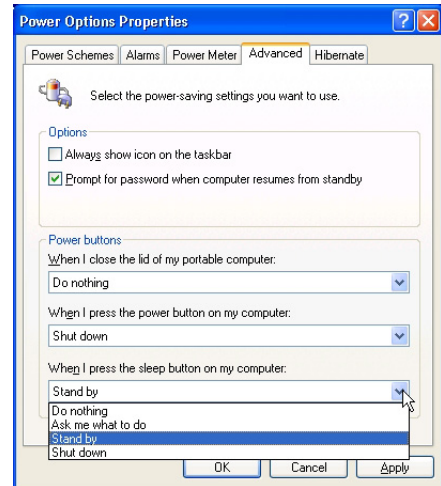 Power Options Properties
Power Schemes Alarms Power Meter Advanced Hibernate
Select the power-saving settings you want to use.
Options
Always show icon on the taskbar
Prompt for password when computer resumes from standby
Power buttons
When I close the lid of my portable computer:
Do nothing
When I press the power button on my computer:
Shut down
When I press the sleep button on my computer:
Stand by
Do nothing
Ask me what to do
Stand by
Shut down
OK Cancel Apply